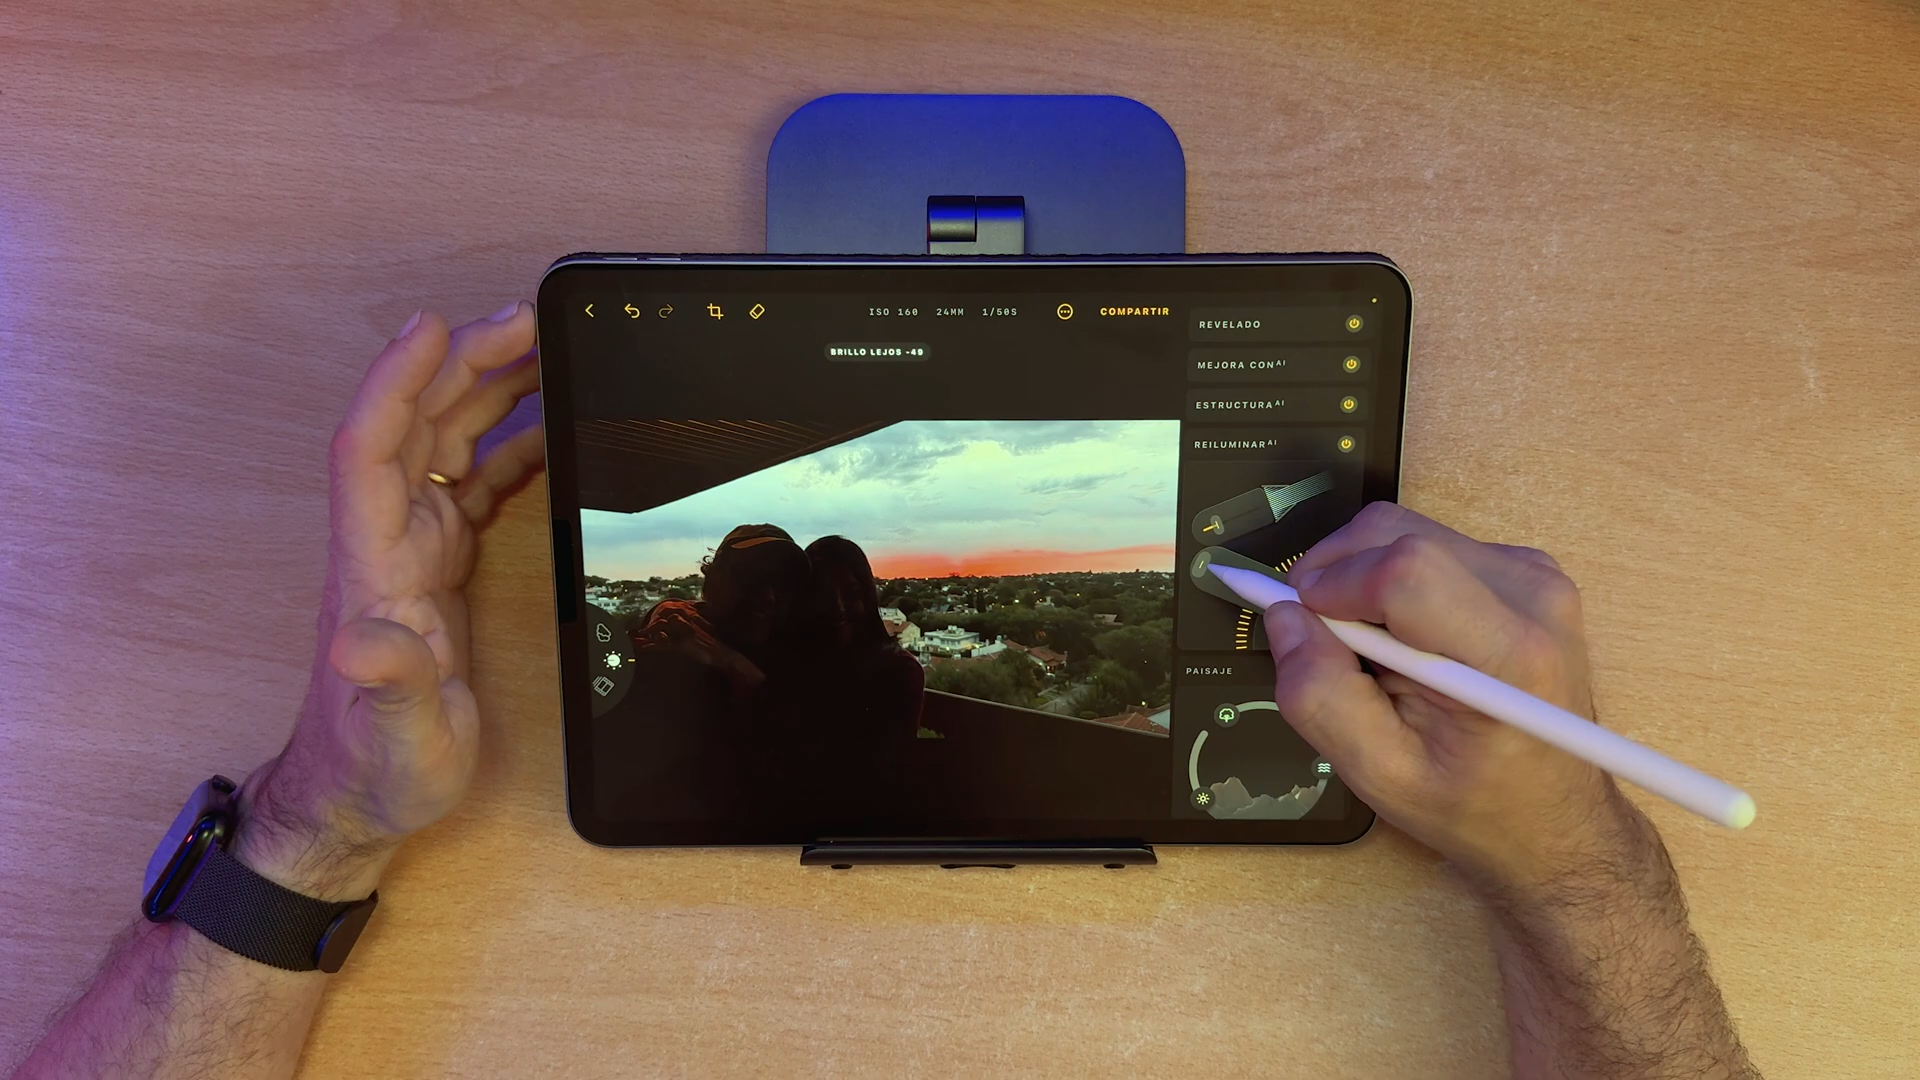 ISO 160 24MM 1/50S
COMPARTIR
BRILLO LEJOS -49
REVELADO
MEJORA CON AI
ESTRUCTURA AI
REILUMINAR AI
PAISAJE